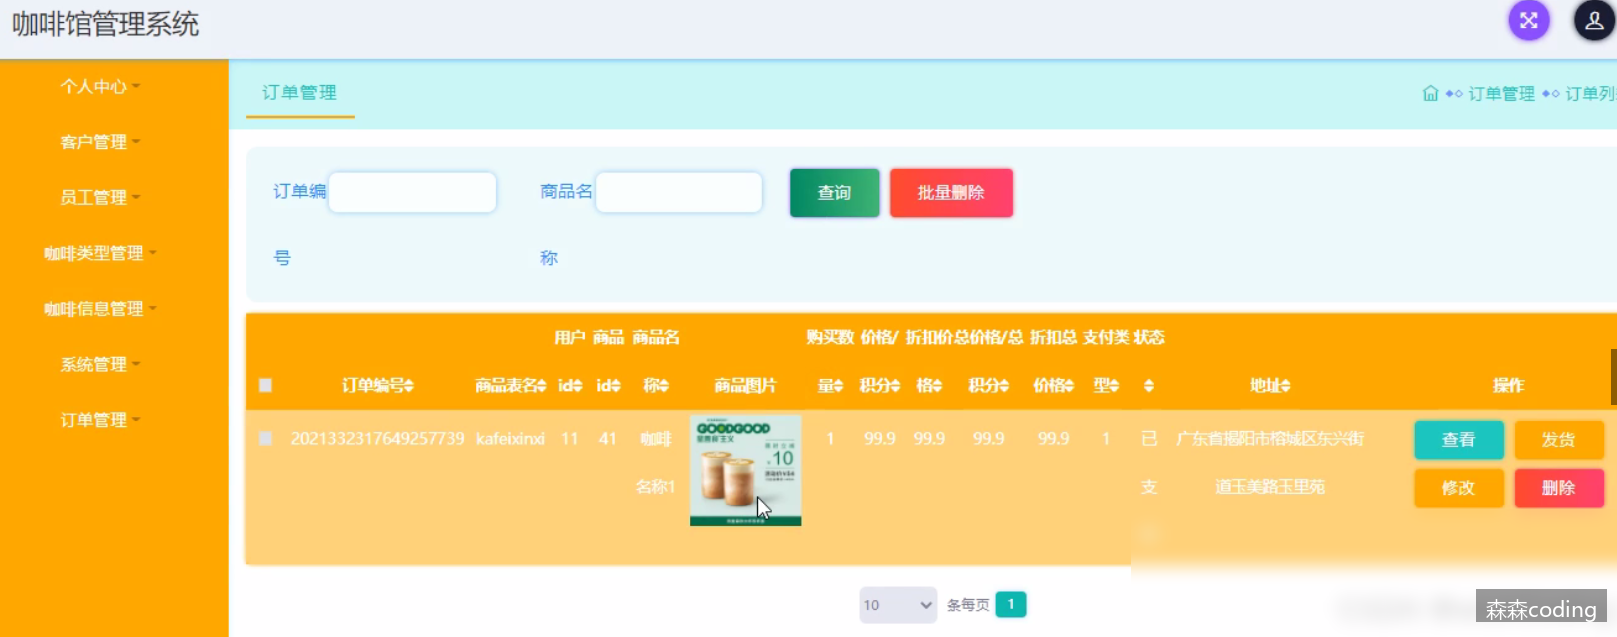 咖啡馆管理系统
个人中心
客户管理
员工管理
咖啡类型管理
咖啡信息管理
系统管理
订单管理
订单管理
订单管理
订单列
订单编号
商品名称
查询
批量删除
订单编号 商品表名 用户id 商品id 商品名称 商品图片 购买数量 价格/积分 折扣价格 总价格/总积分 折扣总价格 支付类型 状态 地址 操作
2021332317649257739 kafeixinxi 11 41 咖啡名称1 1 99.9 99.9 99.9 99.9 1 已支
广东省揭阳市榕城区东兴街
道玉美路玉里苑
GOODGOOD
10
查看
发货
修改
删除
10 条每页 1
森森coding